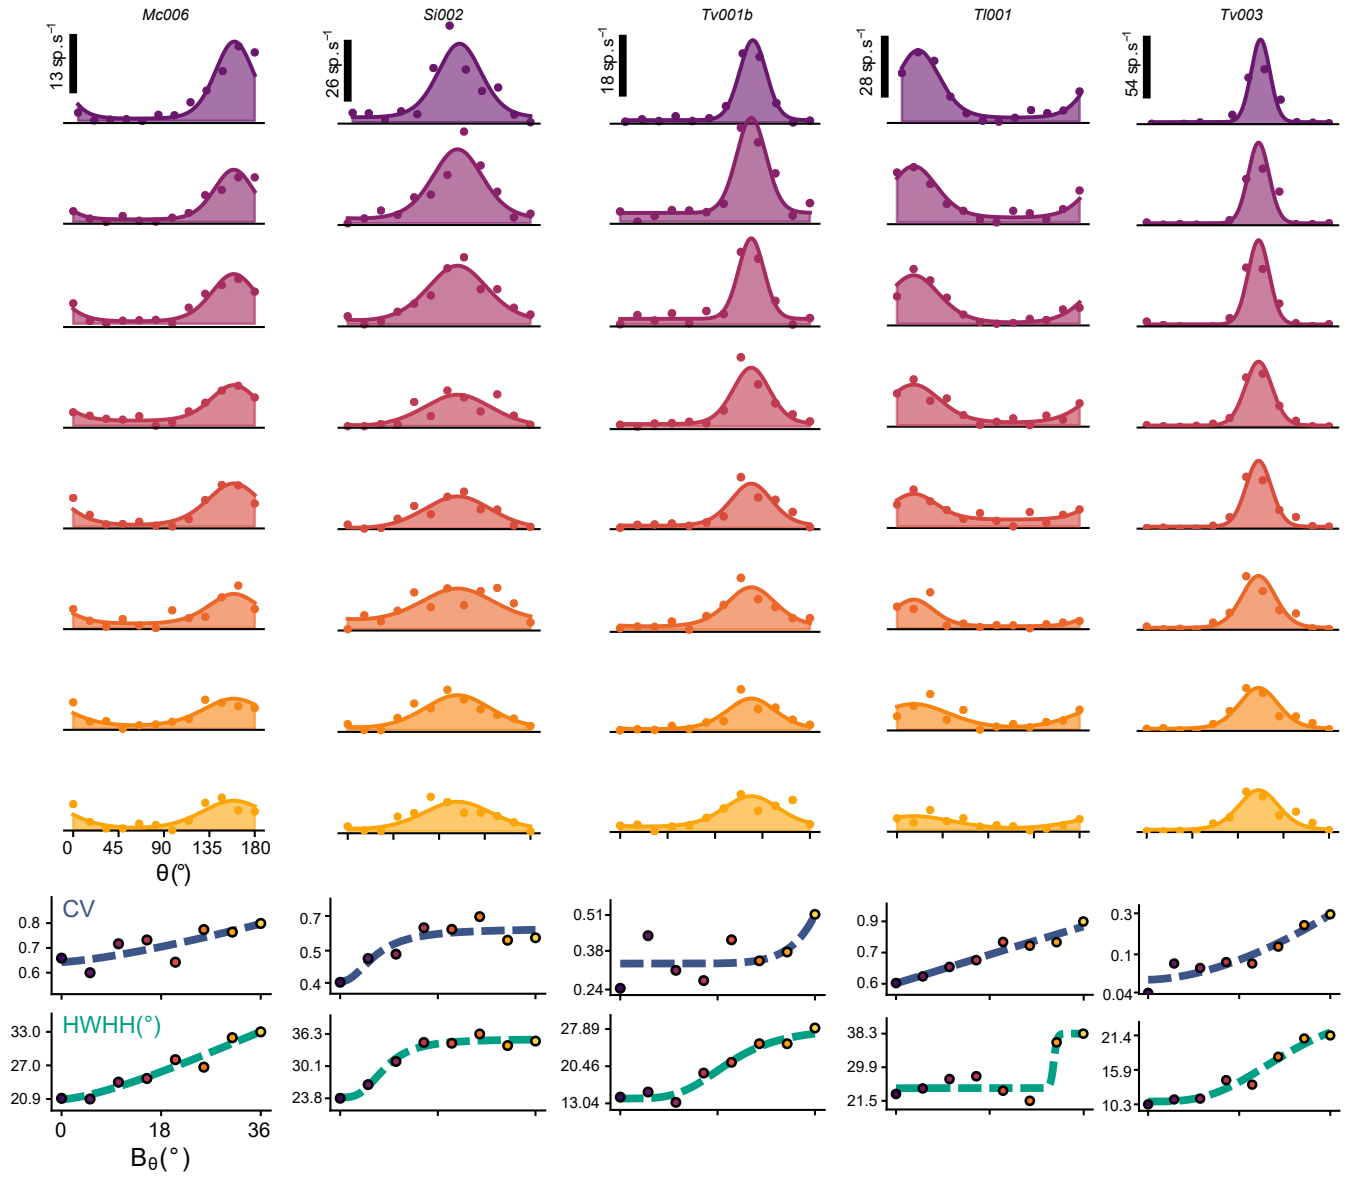 Mc006 Si002 Tv001b Tl001 Tv003
13 sp.s⁻¹ 26 sp.s⁻¹ 18 sp.s⁻¹ 28 sp.s⁻¹ 54 sp.s⁻¹
0 45 90 135 180
θ(°)
CV
0.8 0.7 0.6
0.7 0.5 0.4
0.51 0.38 0.24
0.9 0.7 0.6
0.3 0.1 0.04
HWHH(°)
33.0 27.0 20.9
36.3 30.1 23.8
27.89 20.46 13.04
38.3 29.9 21.5
21.4 15.9 10.3
0 18 36
Bθ(°)